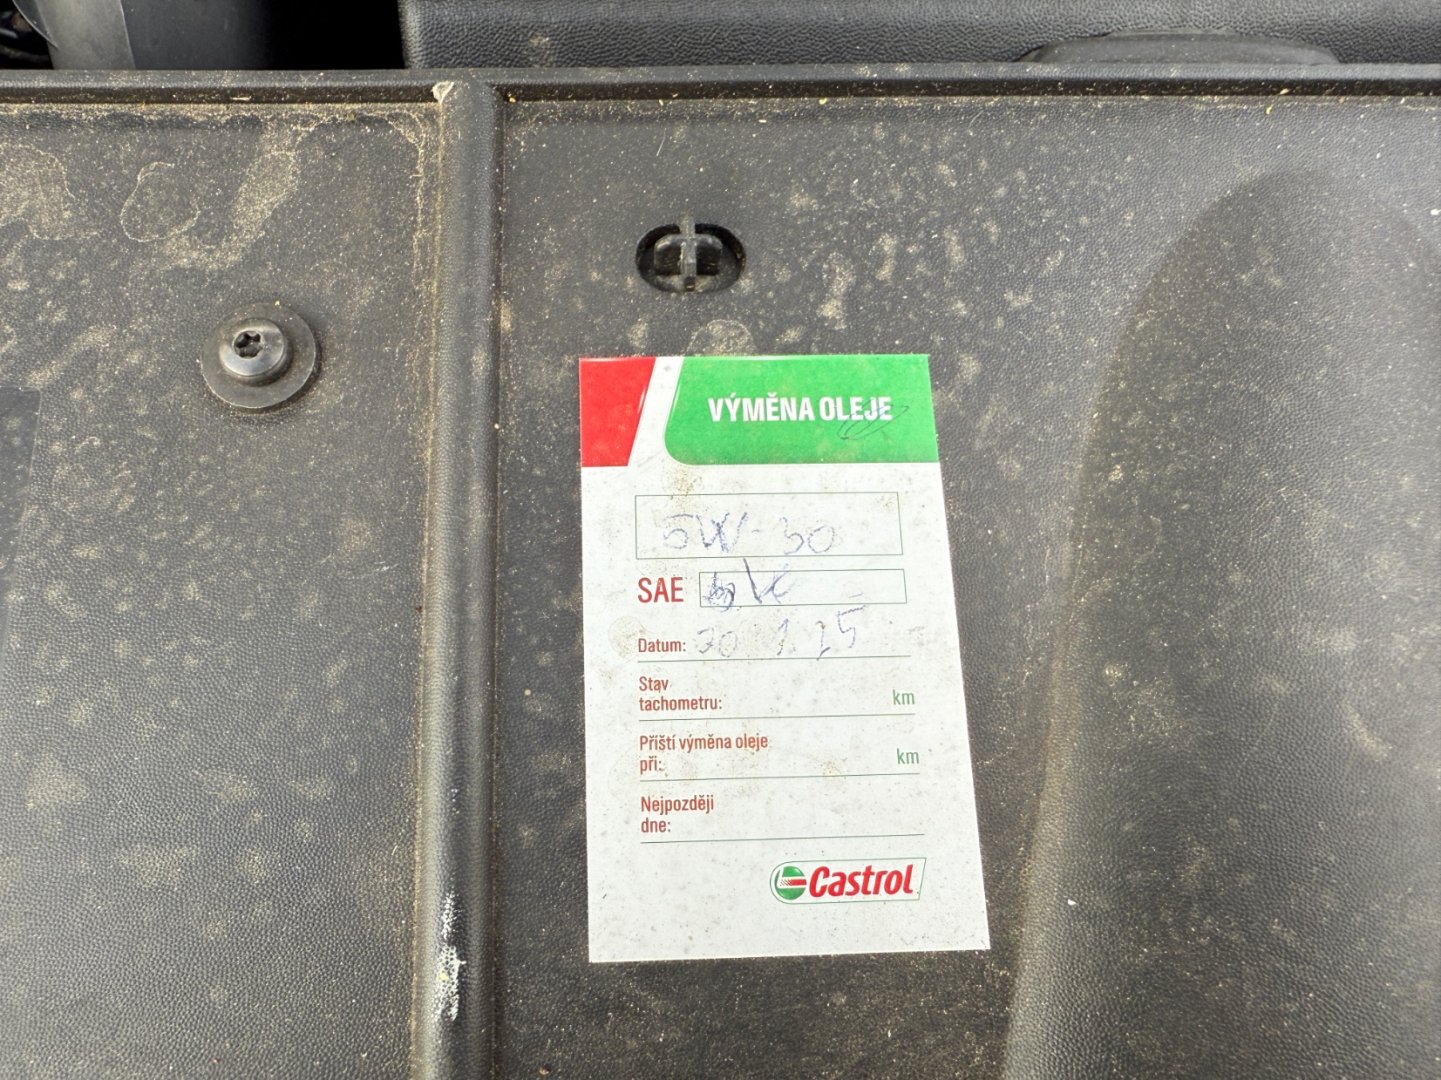 VÝMĚNA OLEJE
5W-30
SAE
Datum: 30 1. 25
Stav
tachometru: km
Příští výměna oleje
při: km
Nejpozději
dne:
Castrol